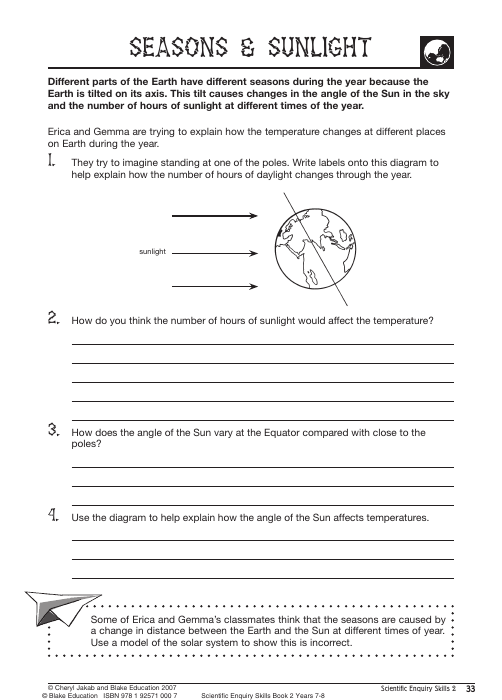 SEASONS & SUNLIGHT
Different parts of the Earth have different seasons during the year because the
Earth is tilted on its axis. This tilt causes changes in the angle of the Sun in the sky
and the number of hours of sunlight at different times of the year.
Erica and Gemma are trying to explain how the temperature changes at different places
on Earth during the year.
1. They try to imagine standing at one of the poles. Write labels onto this diagram to
help explain how the number of hours of daylight changes through the year.
sunlight
2. How do you think the number of hours of sunlight would affect the temperature?
3. How does the angle of the Sun vary at the Equator compared with close to the
poles?
4. Use the diagram to help explain how the angle of the Sun affects temperatures.
Some of Erica and Gemma's classmates think that the seasons are caused by
a change in distance between the Earth and the Sun at different times of year.
Use a model of the solar system to show this is incorrect.
© Cheryl Jakab and Blake Education 2007 Scientific Enquiry Skills 2 33
© Blake Education ISBN 978 1 92571 000 7 Scientific Enquiry Skills Book 2 Years 7-8